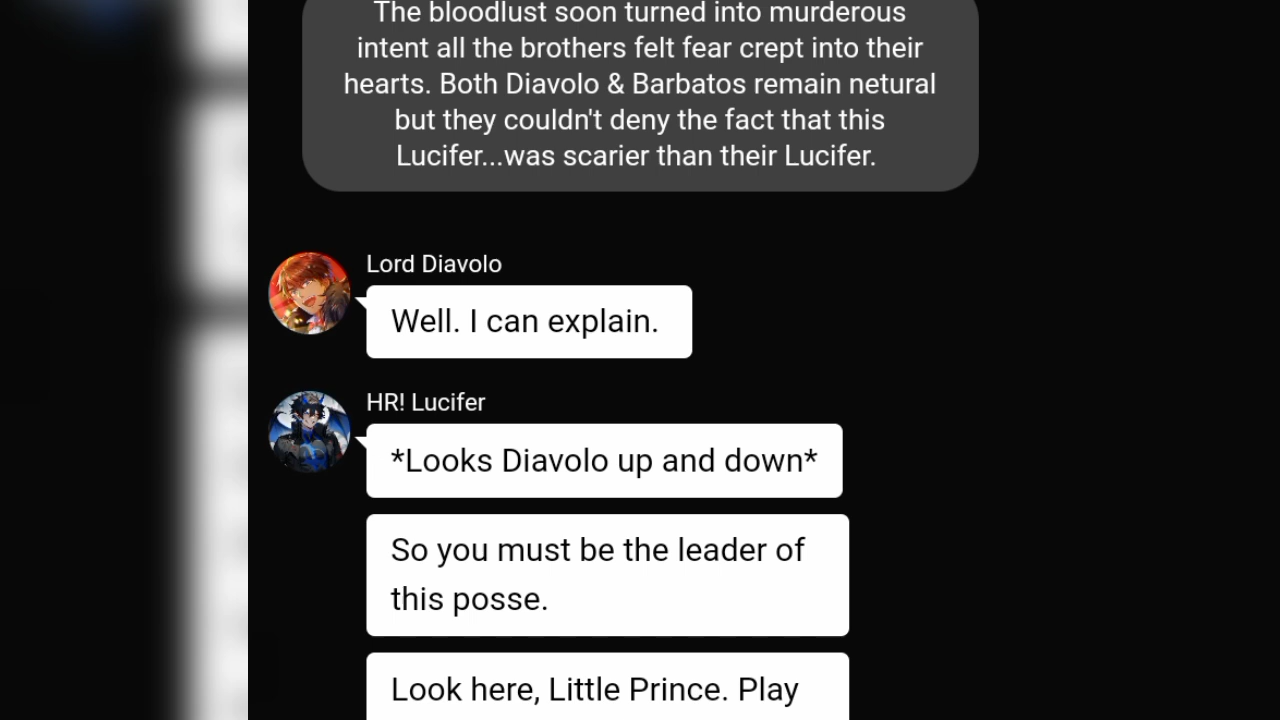 The bloodlust soon turned into murderous
intent all the brothers felt fear crept into their
hearts. Both Diavolo & Barbatos remain netural
but they couldn't deny the fact that this
Lucifer...was scarier than their Lucifer.
Lord Diavolo
Well. I can explain.
HR! Lucifer
*Looks Diavolo up and down*
So you must be the leader of
this posse.
Look here, Little Prince. Play